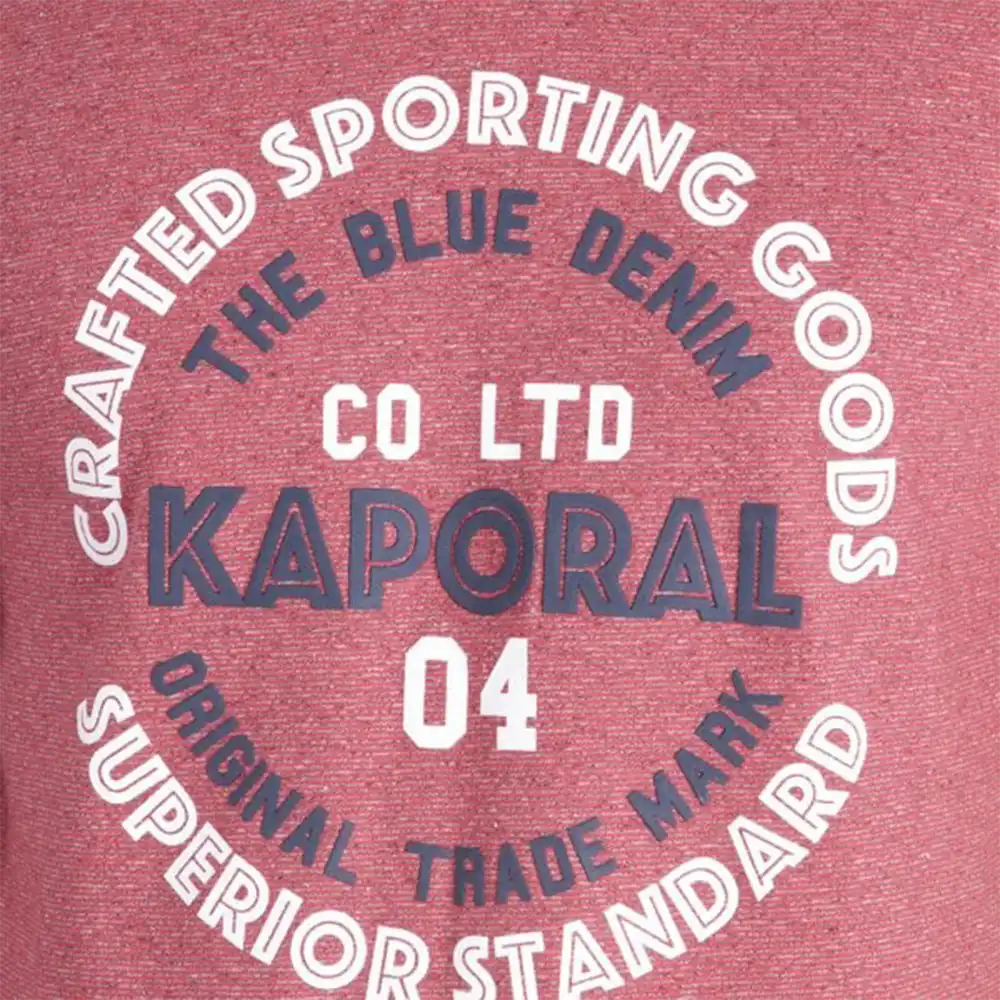 CRAFTED SPORTING GOODS
THE BLUE DENIM
CO LTD
KAPORAL
04
ORIGINAL TRADE MARK
SUPERIOR STANDARD